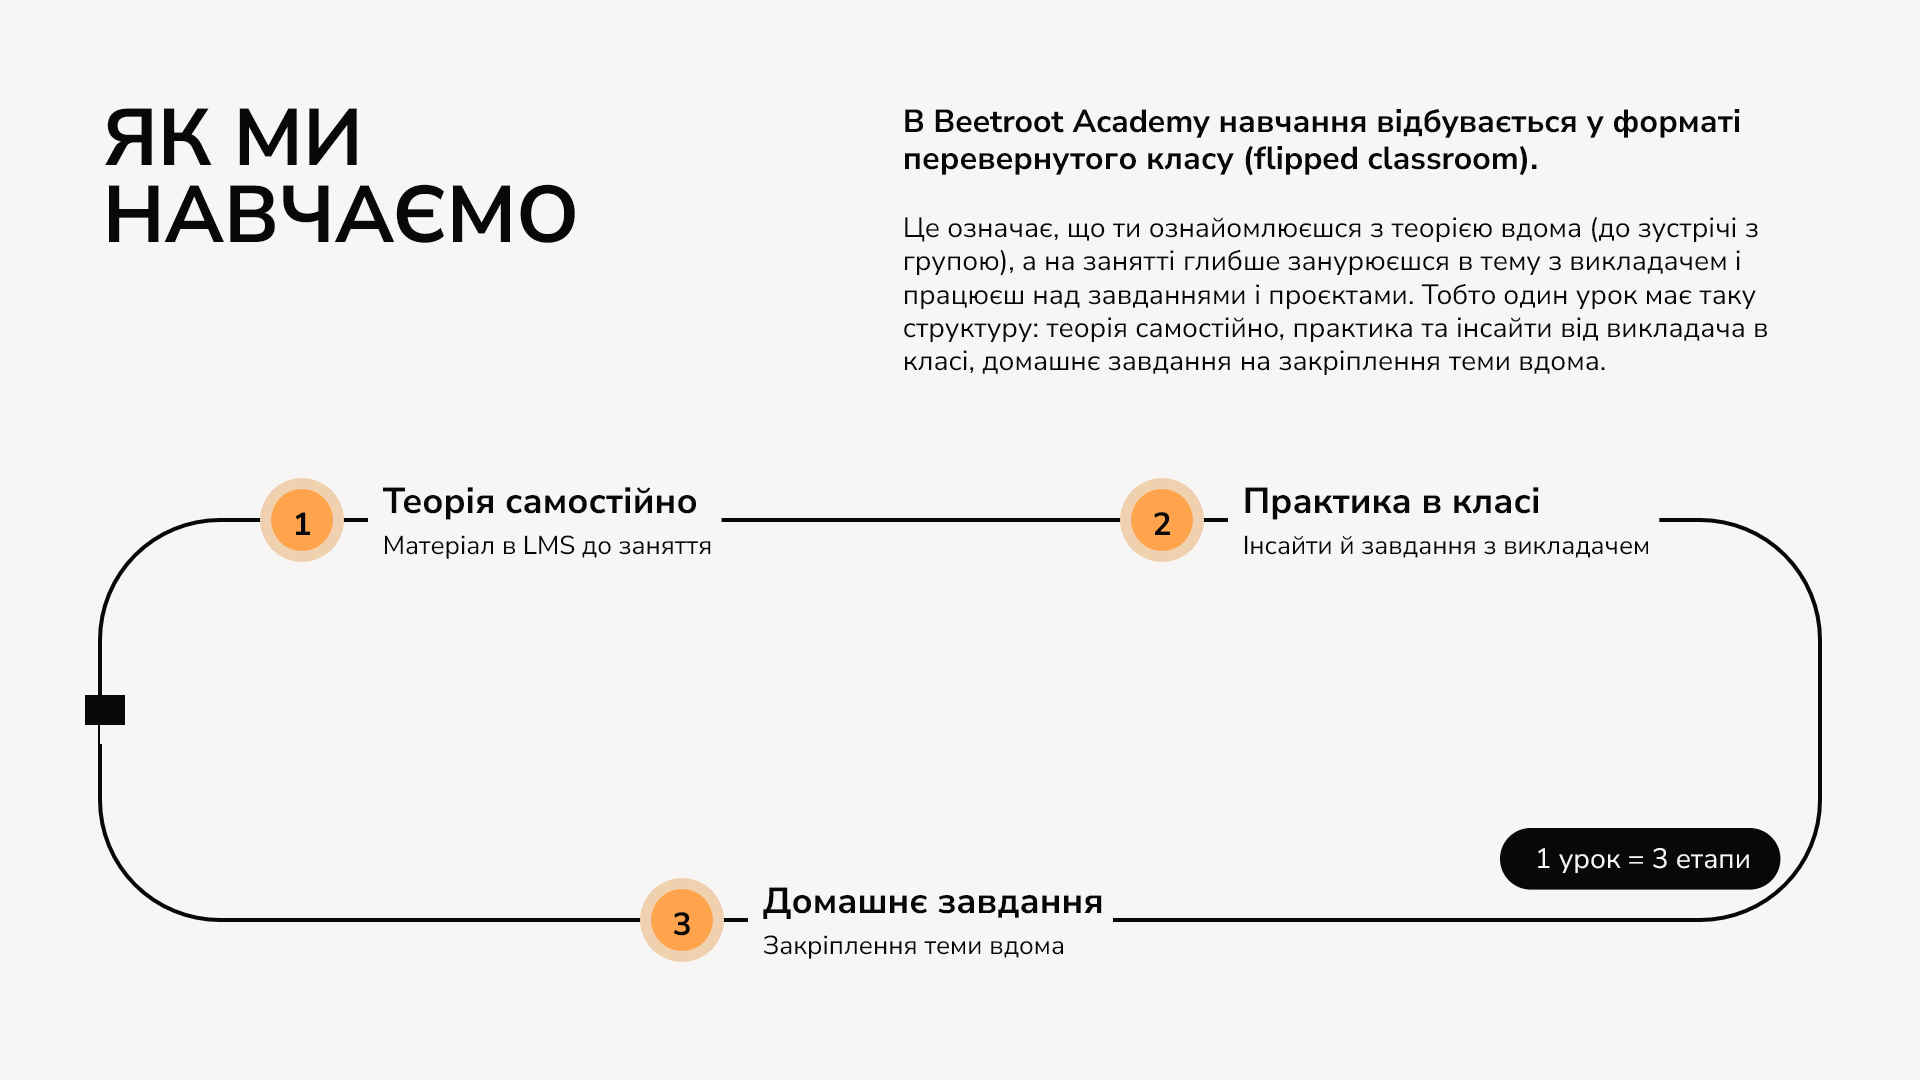 ЯК МИ
НАВЧАЄМО
В Beetroot Academy навчання відбувається у форматі
перевернутого класу (flipped classroom).
Це означає, що ти ознайомлюєшся з теорією вдома (до зустрічі з
групою), а на занятті глибше занурюєшся в тему з викладачем і
працюєш над завданнями і проєктами. Тобто один урок має таку
структуру: теорія самостійно, практика та інсайти від викладача в
класі, домашнє завдання на закріплення теми вдома.
1
Теорія самостійно
Матеріал в LMS до заняття
2
Практика в класі
Інсайти й завдання з викладачем
1 урок = 3 етапи
3
Домашнє завдання
Закріплення теми вдома